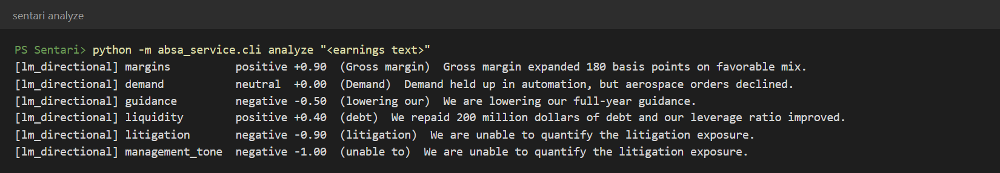 sentari analyze
PS Sentari> python -m absa_service.cli analyze "<earnings text>"
[lm_directional] margins          positive +0.90  (Gross margin)  Gross margin expanded 180 basis points on favorable mix.
[lm_directional] demand           neutral  +0.00  (Demand)  Demand held up in automation, but aerospace orders declined.
[lm_directional] guidance         negative -0.50  (lowering our)  We are lowering our full-year guidance.
[lm_directional] liquidity        positive +0.40  (debt)  We repaid 200 million dollars of debt and our leverage ratio improved.
[lm_directional] litigation       negative -0.90  (litigation)  We are unable to quantify the litigation exposure.
[lm_directional] management_tone  negative -1.00  (unable to)  We are unable to quantify the litigation exposure.